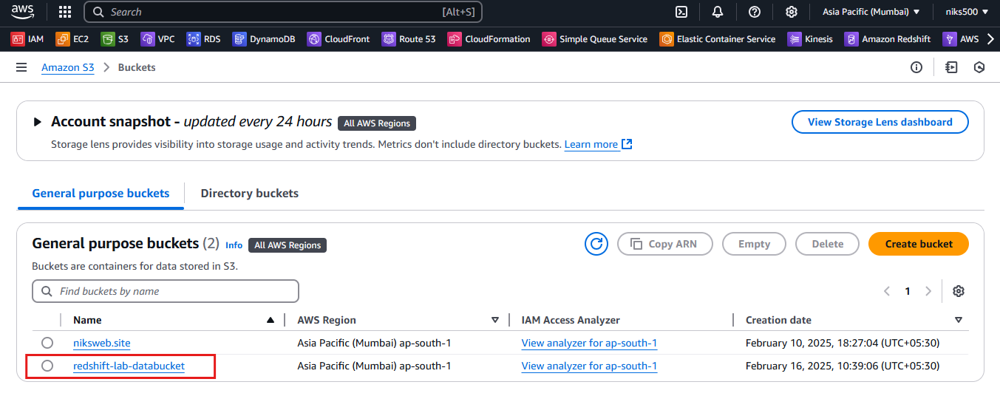 aws Search [Alt+S] Asia Pacific (Mumbai) niks500
IAM EC2 S3 VPC RDS DynamoDB CloudFront Route 53 CloudFormation Simple Queue Service Elastic Container Service Kinesis Amazon Redshift AWS
Amazon S3 Buckets
Account snapshot - updated every 24 hours All AWS Regions View Storage Lens dashboard
Storage lens provides visibility into storage usage and activity trends. Metrics don't include directory buckets. Learn more
General purpose buckets Directory buckets
General purpose buckets (2) Info All AWS Regions Copy ARN Empty Delete Create bucket
Buckets are containers for data stored in S3.
Find buckets by name 1
Name AWS Region IAM Access Analyzer Creation date
niksweb.site Asia Pacific (Mumbai) ap-south-1 View analyzer for ap-south-1 February 10, 2025, 18:27:04 (UTC+05:30)
redshift-lab-databucket Asia Pacific (Mumbai) ap-south-1 View analyzer for ap-south-1 February 16, 2025, 10:39:06 (UTC+05:30)